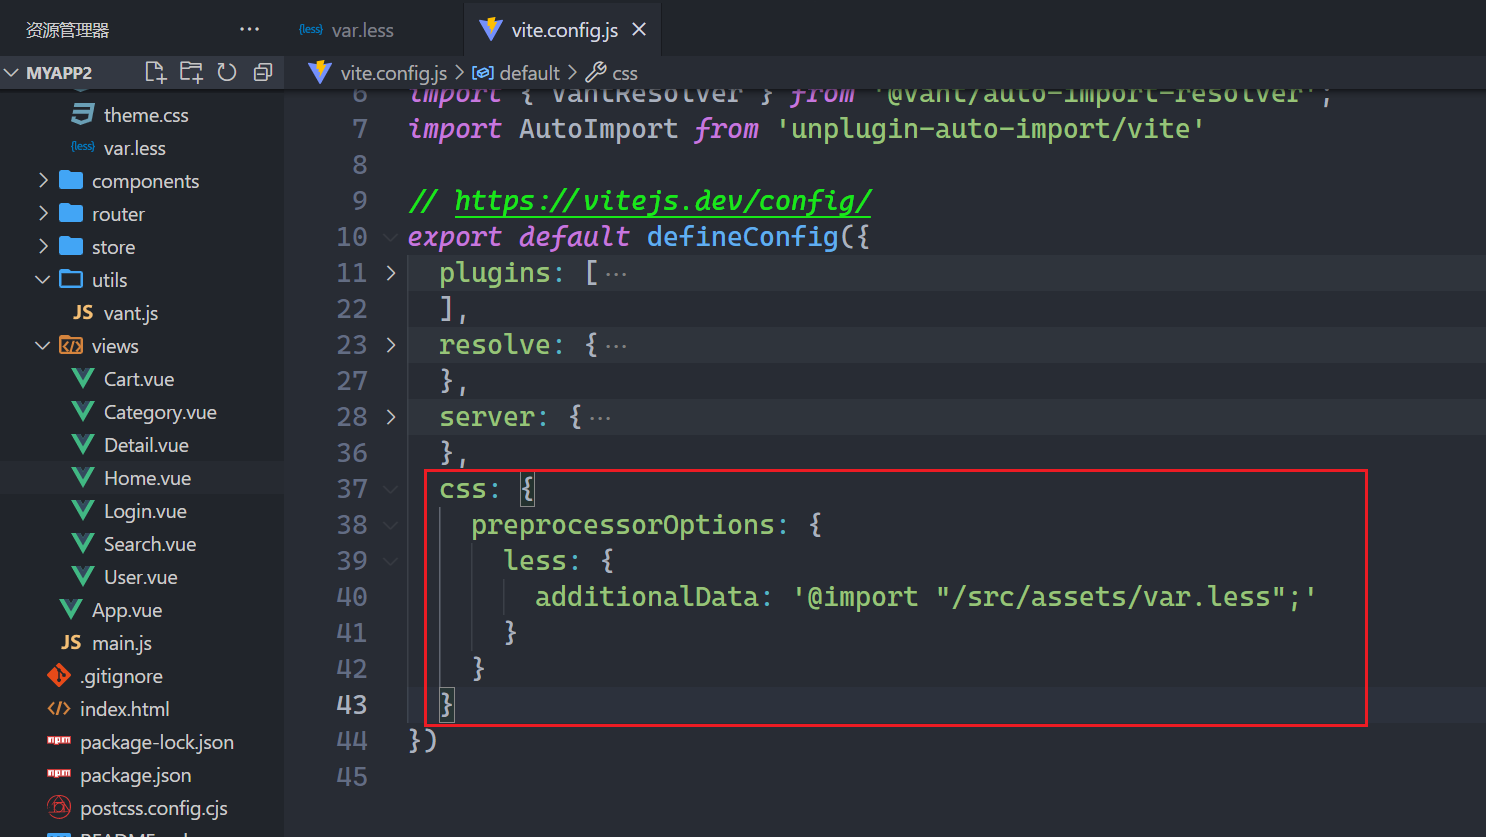 资源管理器 ···
{less} var.less
vite.config.js ×
MYAPP2
vite.config.js > default > css
theme.css
{less} var.less
components
router
store
utils
JS vant.js
views
Cart.vue
Category.vue
Detail.vue
Home.vue
Login.vue
Search.vue
User.vue
App.vue
JS main.js
.gitignore
index.html
npm package-lock.json
npm package.json
postcss.config.cjs
6 import { VantResolver } from '@vant/auto-import-resolver';
7 import AutoImport from 'unplugin-auto-import/vite'
8
9 // https://vitejs.dev/config/
10 export default defineConfig({
11 plugins: [ ···
22 ],
23 resolve: { ···
27 },
28 server: { ···
36 },
37 css: {
38 preprocessorOptions: {
39 less: {
40 additionalData: '@import "/src/assets/var.less";'
41 }
42 }
43 }
44 })
45